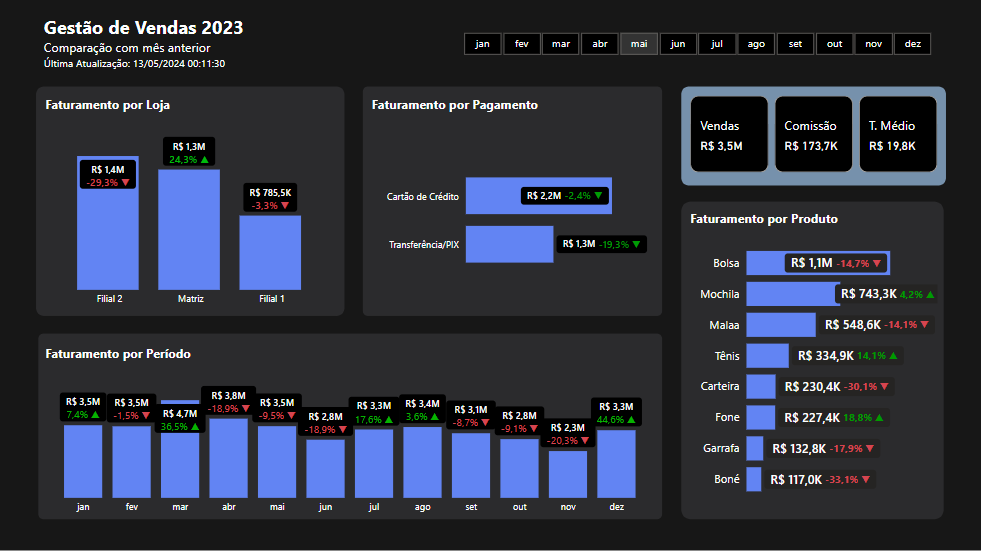 Gestão de Vendas 2023
Comparação com mês anterior
Última Atualização: 13/05/2024 00:11:30
jan fev mar abr mai jun jul ago set out nov dez
Faturamento por Loja
R$ 1,4M
-29,3% ▼
R$ 1,3M
24,3% ▲
R$ 785,5K
-3,3% ▼
Filial 2 Matriz Filial 1
Faturamento por Pagamento
Cartão de Crédito R$ 2,2M -2,4% ▼
Transferência/PIX R$ 1,3M -19,3% ▼
Vendas
R$ 3,5M
Comissão
R$ 173,7K
T. Médio
R$ 19,8K
Faturamento por Produto
Bolsa R$ 1,1M -14,7% ▼
Mochila R$ 743,3K 4,2% ▲
Malaa R$ 548,6K -14,1% ▼
Tênis R$ 334,9K 14,1% ▲
Carteira R$ 230,4K -30,1% ▼
Fone R$ 227,4K 18,8% ▲
Garrafa R$ 132,8K -17,9% ▼
Boné R$ 117,0K -33,1% ▼
Faturamento por Período
R$ 3,5M
7,4% ▲
R$ 3,5M
-1,5% ▼
R$ 4,7M
36,5% ▲
R$ 3,8M
-18,9% ▼
R$ 3,5M
-9,5% ▼
R$ 2,8M
-18,9% ▼
R$ 3,3M
17,6% ▲
R$ 3,4M
3,6% ▲
R$ 3,1M
-8,7% ▼
R$ 2,8M
-9,1% ▼
R$ 2,3M
-20,3% ▼
R$ 3,3M
44,6% ▲
jan fev mar abr mai jun jul ago set out nov dez